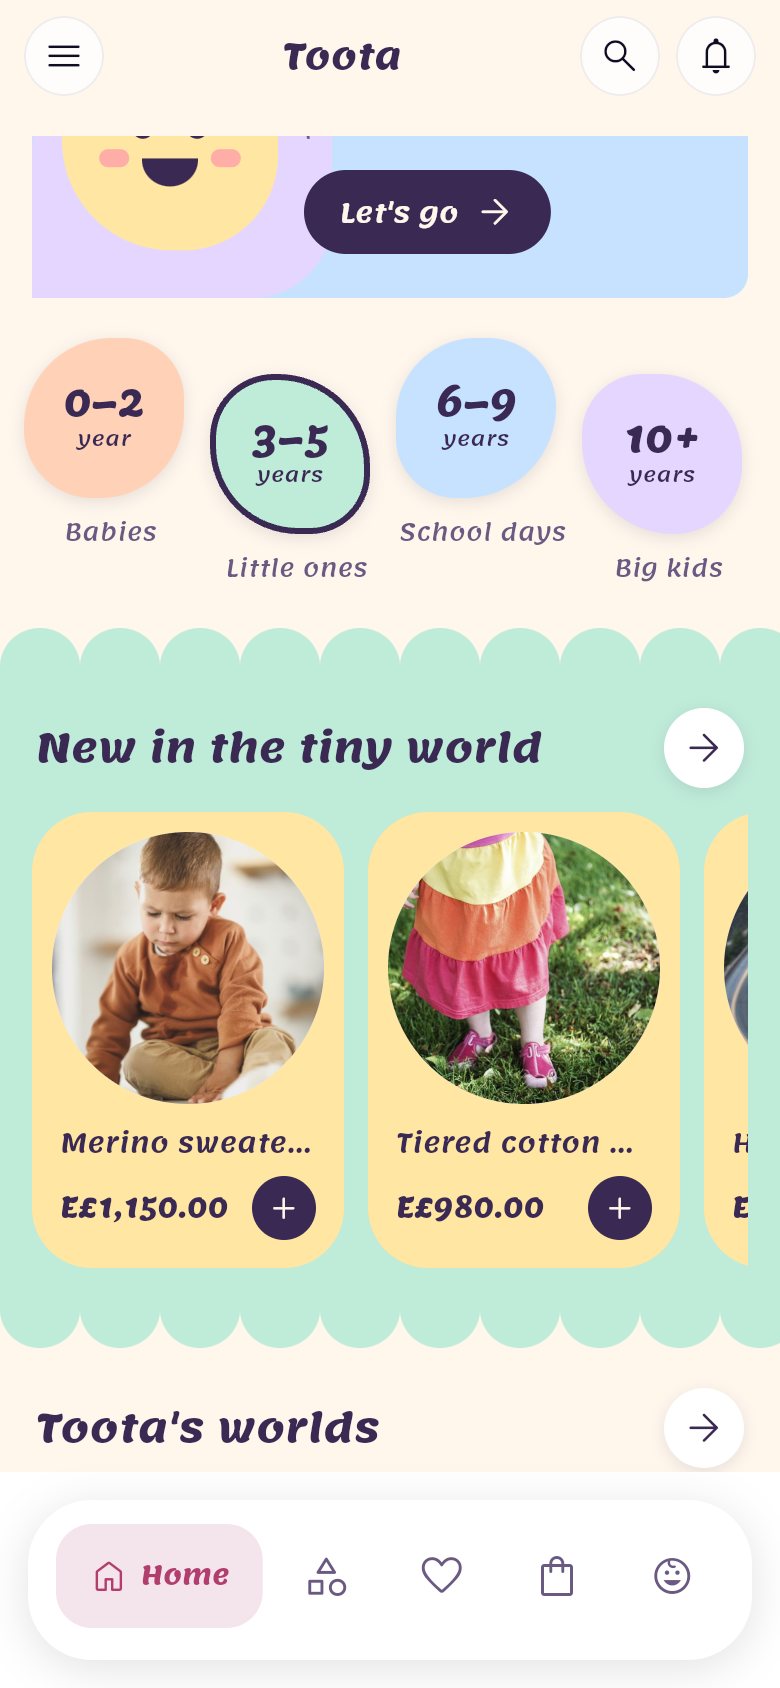 Toota
Let's go
0–2
year
Babies
3–5
years
Little ones
6–9
years
School days
10+
years
Big kids
New in the tiny world
Merino sweate...
E£1,150.00
Tiered cotton ...
E£980.00
Toota's worlds
Home